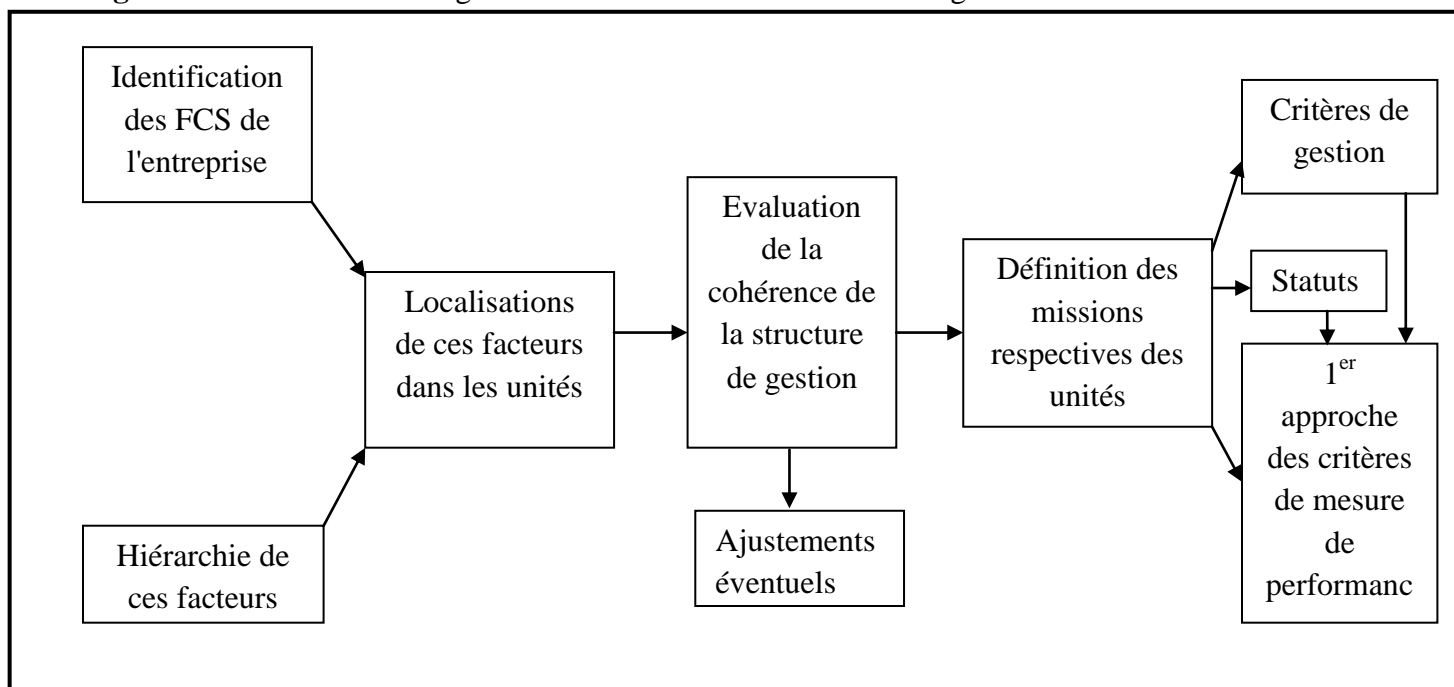 Identification
des FCS de
l'entreprise
Hiérarchie de
ces facteurs
Localisations
de ces facteurs
dans les unités
Evaluation
de la
cohérence de
la structure
de gestion
Ajustements
éventuels
Définition des
missions
respectives des
unités
Critères de
gestion
Statuts
1er
approche
des critères
de mesure
de
performanc